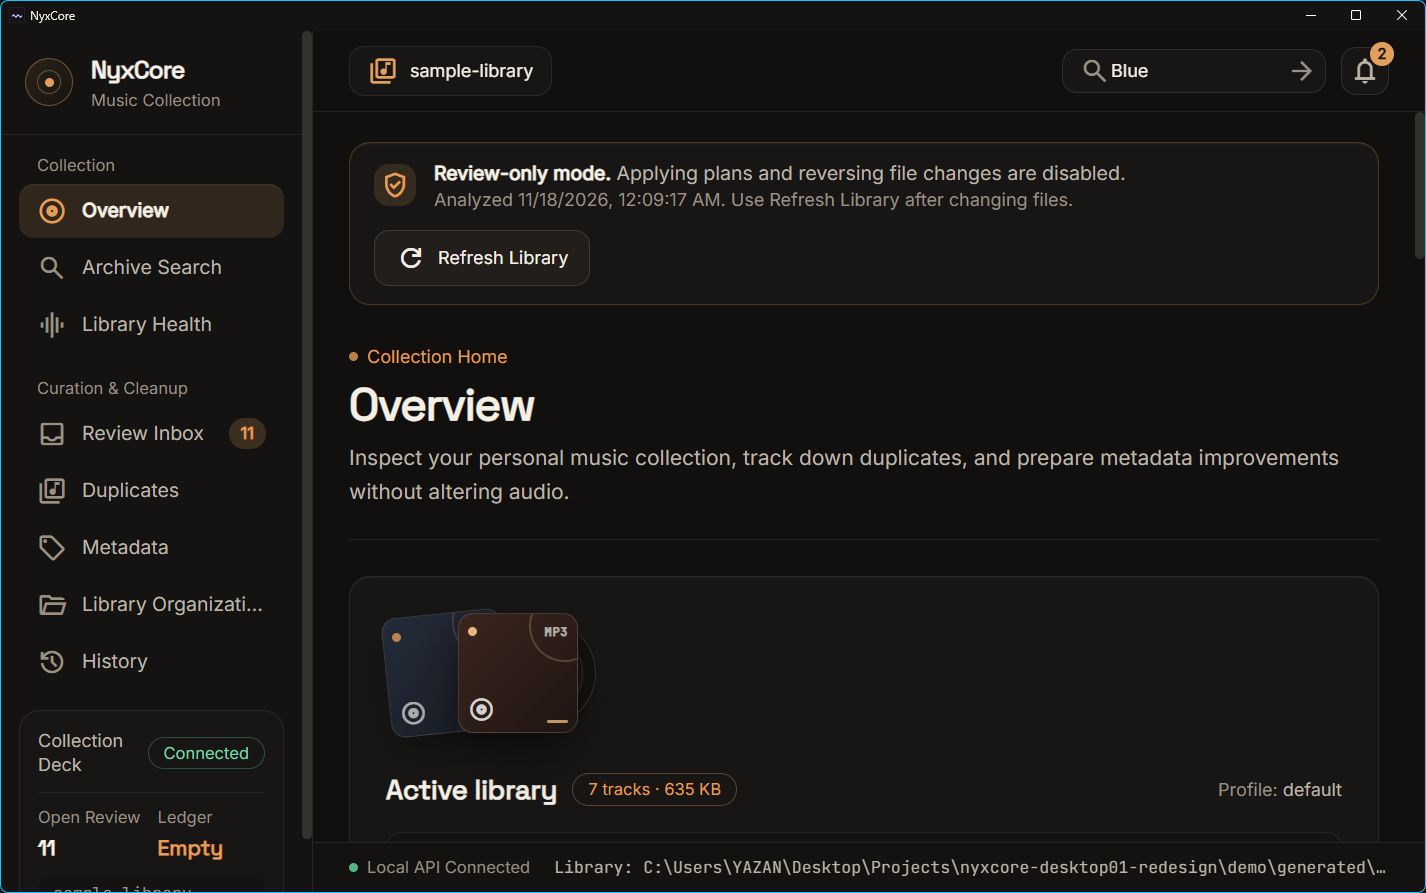 NyxCore
NyxCore
Music Collection
Collection
Overview
Archive Search
Library Health
Curation & Cleanup
Review Inbox 11
Duplicates
Metadata
Library Organizati...
History
Collection
Deck
Connected
Open Review Ledger
11 Empty
sample-library
sample-library
Blue
2
Review-only mode. Applying plans and reversing file changes are disabled.
Analyzed 11/18/2026, 12:09:17 AM. Use Refresh Library after changing files.
Refresh Library
Collection Home
Overview
Inspect your personal music collection, track down duplicates, and prepare metadata improvements
without altering audio.
MP3
Active library 7 tracks · 635 KB Profile: default
Local API Connected Library: C:\Users\YAZAN\Desktop\Projects\nyxcore-desktop01-redesign\demo\generated\…